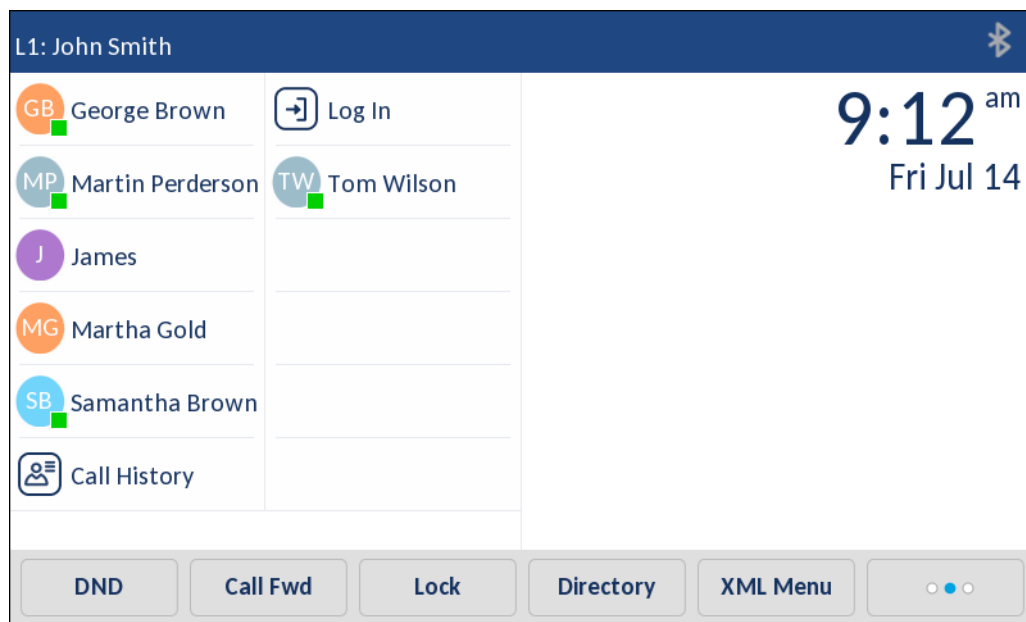 L1: John Smith
GB George Brown
MP Martin Perderson
J James
MG Martha Gold
SB Samantha Brown
Call History
Log In
TW Tom Wilson
9:12 am
Fri Jul 14
DND
Call Fwd
Lock
Directory
XML Menu